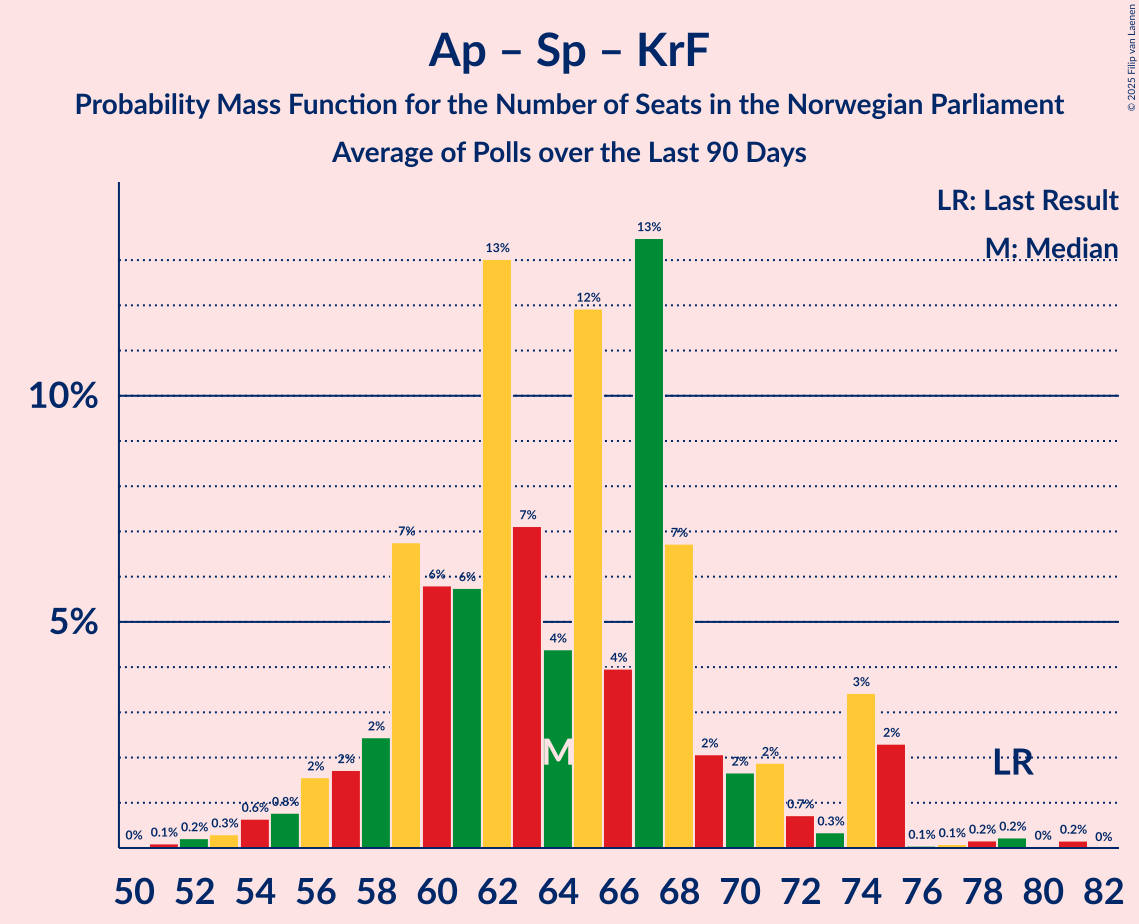 © 2025 Filip van Laenen
Ap – Sp – KrF
Probability Mass Function for the Number of Seats in the Norwegian Parliament
Average of Polls over the Last 90 Days
LR: Last Result
M: Median
10%
5%
0% 0.1% 0.2% 0.3% 0.6% 0.8% 2% 2% 2% 7% 6% 6% 13% 7% 4% 12% 4% 13% 7% 2% 2% 2% 0.7% 0.3% 3% 2% 0.1% 0.1% 0.2% 0.2% 0% 0.2% 0%
M
LR
50 52 54 56 58 60 62 64 66 68 70 72 74 76 78 80 82